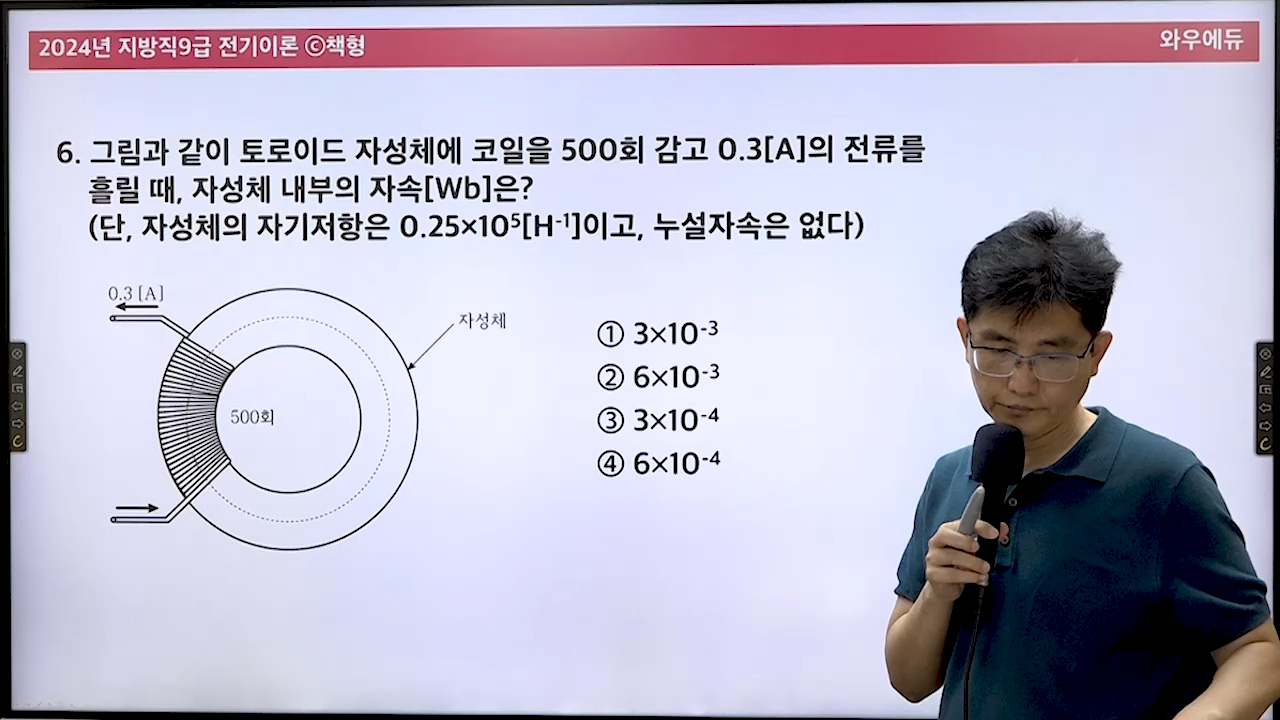 2024년 지방직9급 전기이론 ⓒ책형
와우에듀
6. 그림과 같이 토로이드 자성체에 코일을 500회 감고 0.3[A]의 전류를
흘릴 때, 자성체 내부의 자속[Wb]은?
(단, 자성체의 자기저항은 0.25×10⁵[H⁻¹]이고, 누설자속은 없다)
0.3 [A]
자성체
500회
① 3×10⁻³
② 6×10⁻³
③ 3×10⁻⁴
④ 6×10⁻⁴